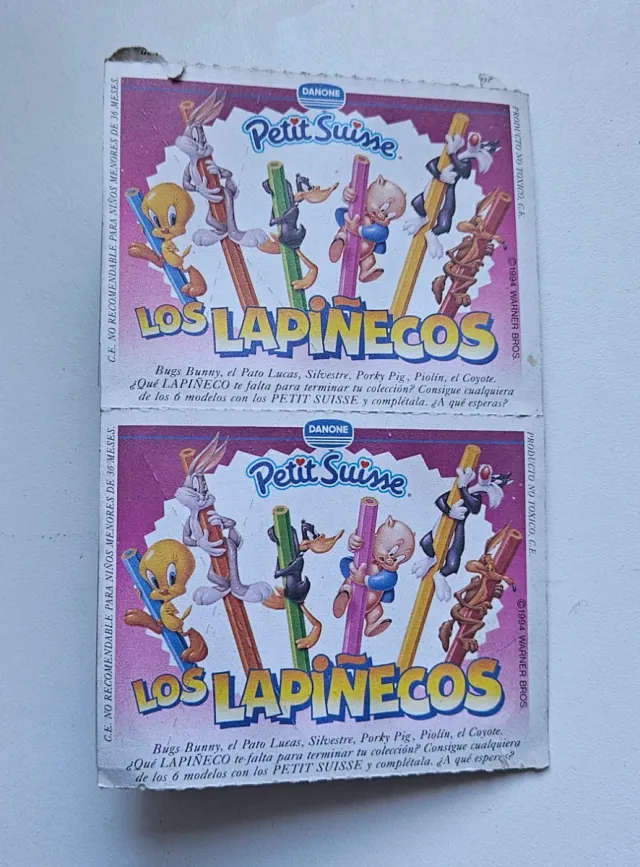 DANONE
Petit Suisse
C.E. NO RECOMENDABLE PARA NIÑOS MENORES DE 36 MESES.
PRODUCTO NO TOXICO, C.E.
©1994 WARNER BROS.
LOS LAPIÑECOS
Bugs Bunny, el Pato Lucas, Silvestre, Porky Pig, Piolín, el Coyote.
¿Qué LAPIÑECO te falta para terminar tu colección? Consigue cualquiera
de los 6 modelos con los PETIT SUISSE y complétala. ¿A qué esperas?
DANONE
Petit Suisse
C.E. NO RECOMENDABLE PARA NIÑOS MENORES DE 36 MESES.
PRODUCTO NO TOXICO, C.E.
©1994 WARNER BROS.
LOS LAPIÑECOS
Bugs Bunny, el Pato Lucas, Silvestre, Porky Pig, Piolín, el Coyote.
¿Qué LAPIÑECO te falta para terminar tu colección? Consigue cualquiera
de los 6 modelos con los PETIT SUISSE y complétala. ¿A qué esperas?